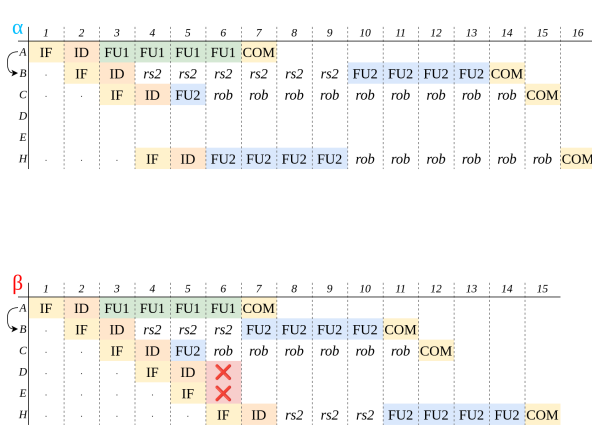 α 1 2 3 4 5 6 7 8 9 10 11 12 13 14 15 16
A IF ID FU1 FU1 FU1 FU1 COM
B . IF ID rs2 rs2 rs2 rs2 rs2 rs2 FU2 FU2 FU2 FU2 COM
C . . IF ID FU2 rob rob rob rob rob rob rob rob rob COM
D
E
H . . . IF ID FU2 FU2 FU2 FU2 rob rob rob rob rob rob COM
β 1 2 3 4 5 6 7 8 9 10 11 12 13 14 15
A IF ID FU1 FU1 FU1 FU1 COM
B . IF ID rs2 rs2 rs2 FU2 FU2 FU2 FU2 COM
C . . IF ID FU2 rob rob rob rob rob rob COM
D . . . IF ID ❌
E . . . . IF ❌
H . . . . . IF ID rs2 rs2 rs2 FU2 FU2 FU2 FU2 COM